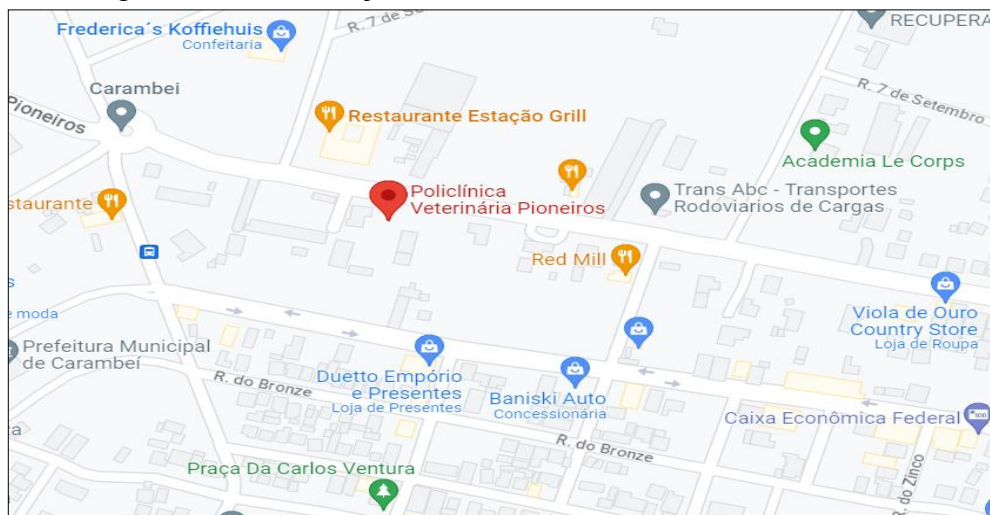 R. 7 de Se
RECUPERA
Frederica´s Koffiehuis
Confeitaria
Carambei
R. 7 de Setembro
Pioneiros
Restaurante Estação Grill
Academia Le Corps
Policlínica
Veterinária Pioneiros
Trans Abc - Transportes
Rodoviarios de Cargas
staurante
Red Mill
Viola de Ouro
Country Store
Loja de Roupa
e moda
Prefeitura Municipal
de Carambeí
Duetto Empório
e Presentes
Loja de Presentes
R. do Bronze
Baniski Auto
Concessionária
Caixa Econômica Federal
R. do Bronze
Praça Da Carlos Ventura
R. do Zinco